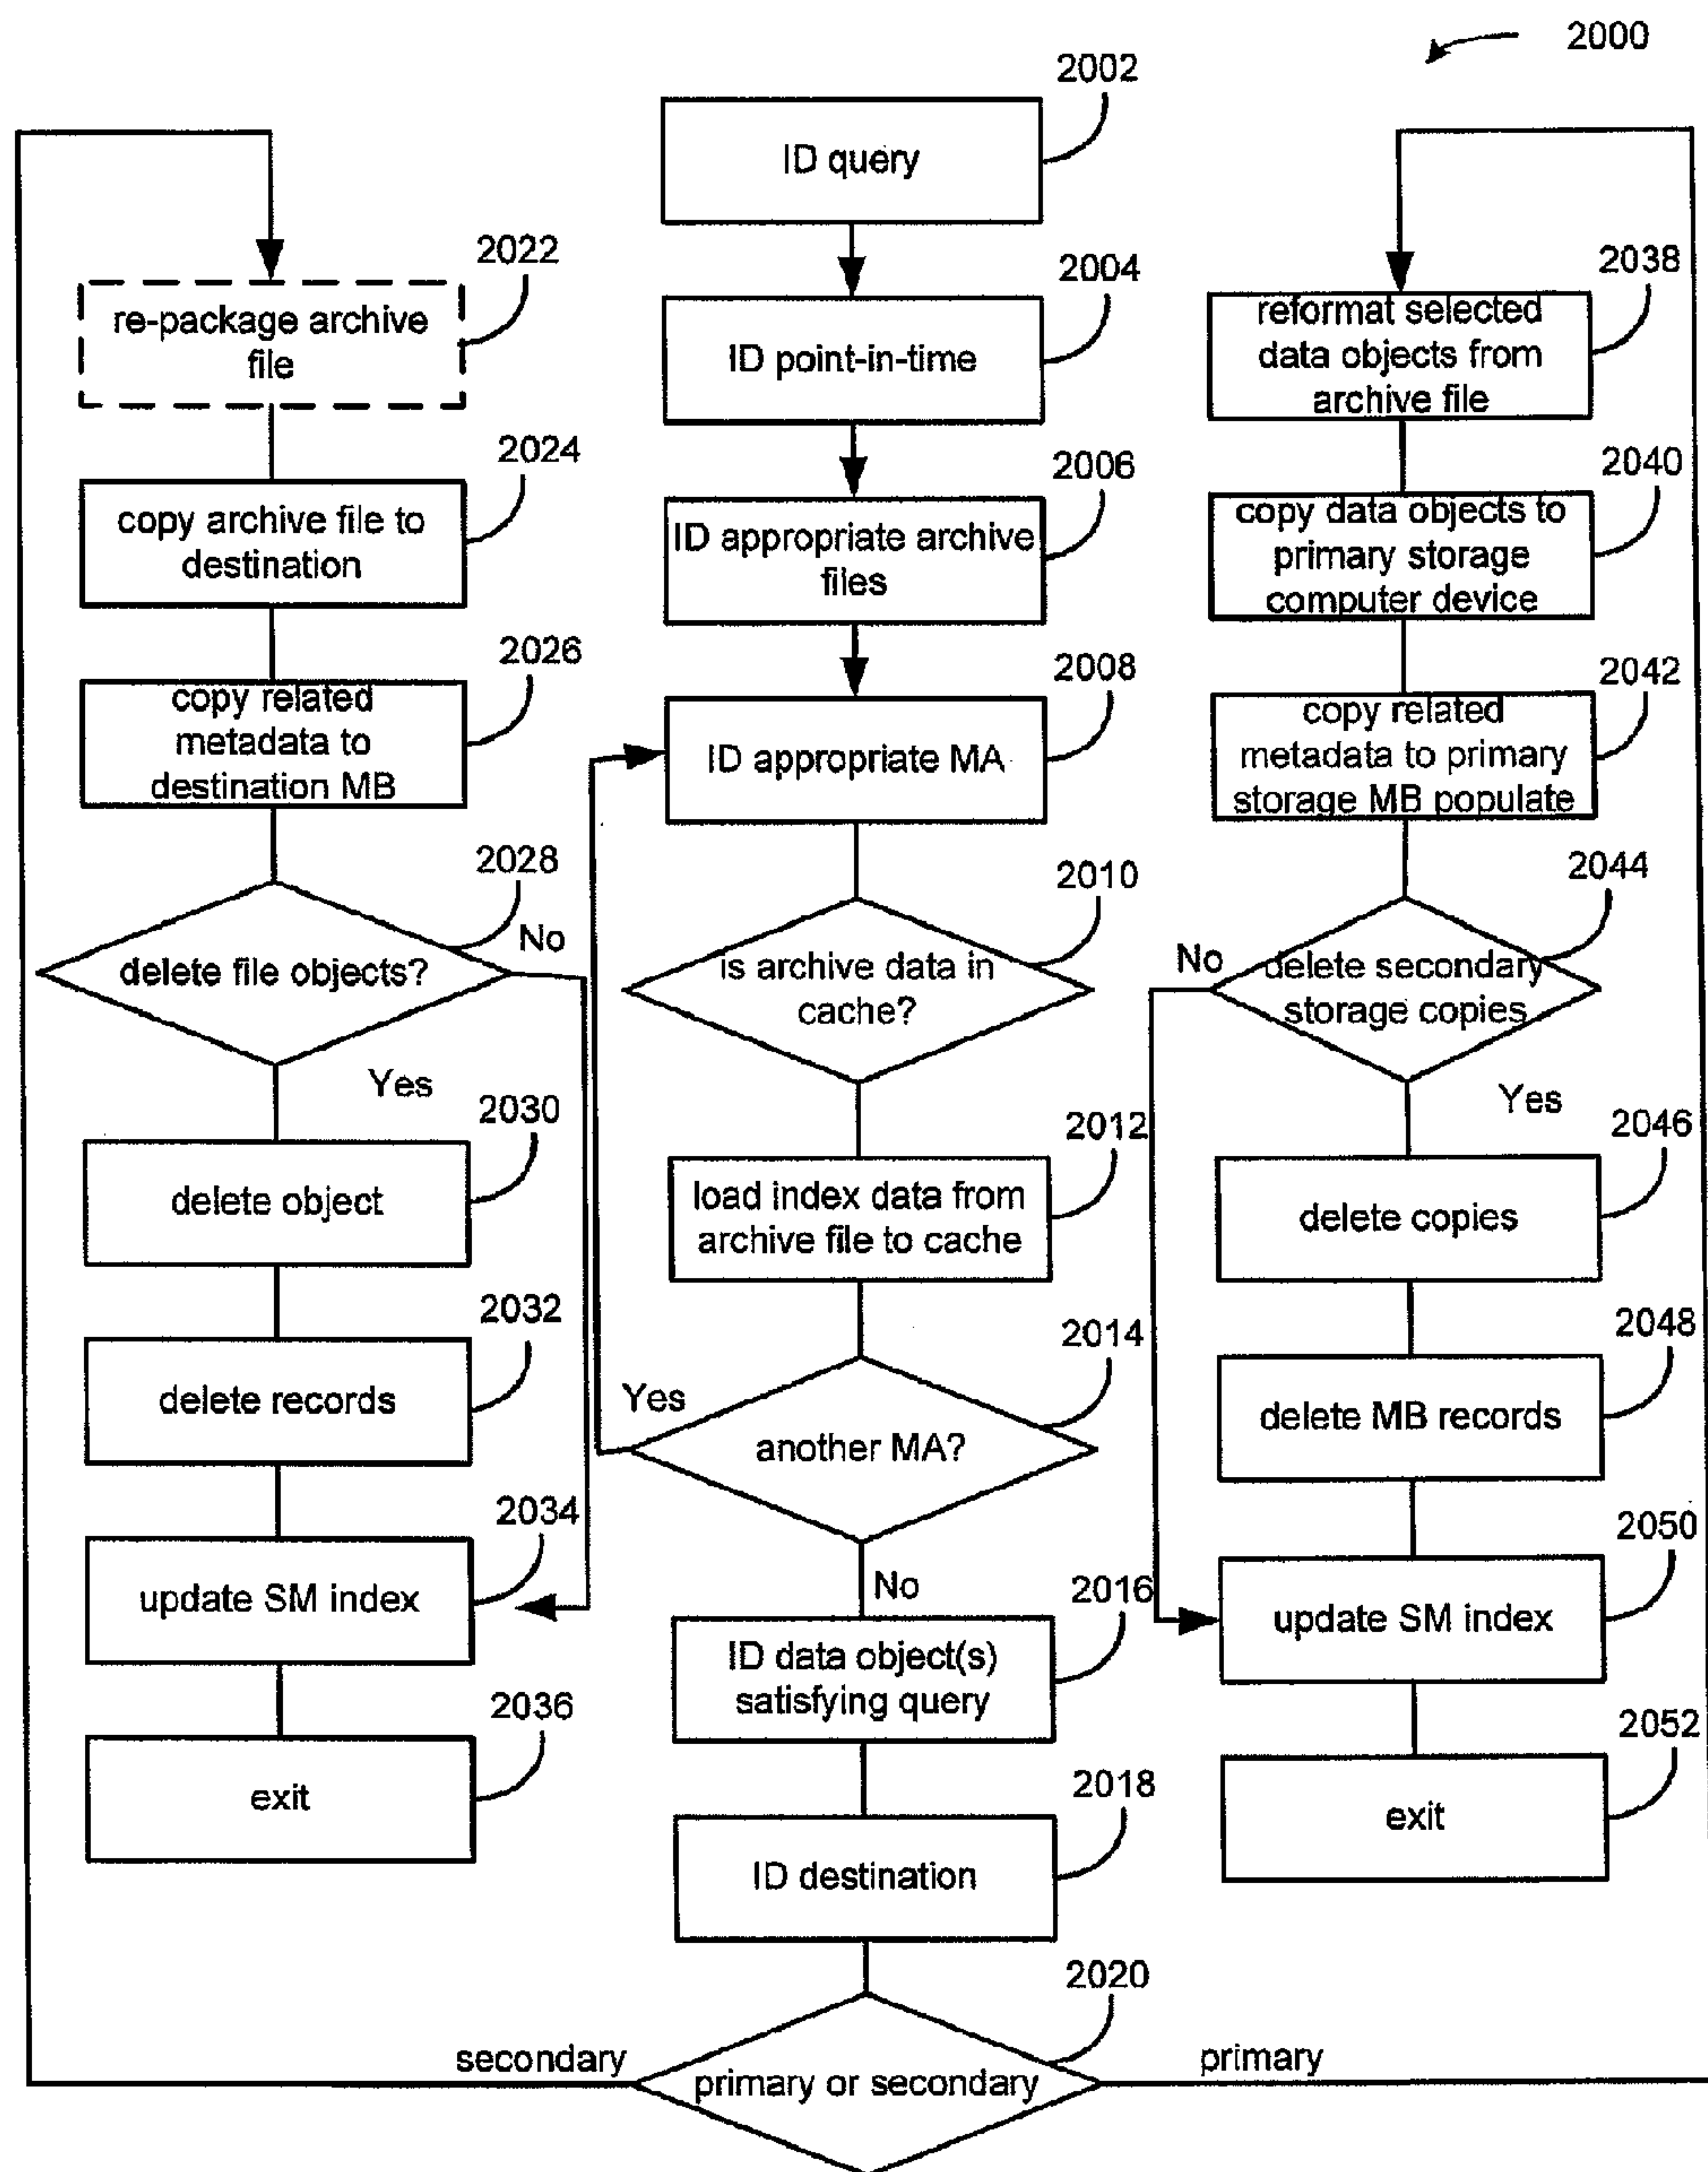 2000
2002
ID query
2004
ID point-in-time
2006
ID appropriate archive
files
2008
ID appropriate MA
2010
is archive data in
cache?
2012
load index data from
archive file to cache
2014
another MA?
Yes
No
2016
ID data object(s)
satisfying query
2018
ID destination
2020
primary or secondary
secondary
primary
2022
re-package archive
file
2024
copy archive file to
destination
2026
copy related
metadata to
destination MB
2028
delete file objects?
No
Yes
2030
delete object
2032
delete records
2034
update SM index
2036
exit
2038
reformat selected
data objects from
archive file
2040
copy data objects to
primary storage
computer device
2042
copy related
metadata to primary
storage MB populate
2044
delete secondary
storage copies
No
Yes
2046
delete copies
2048
delete MB records
2050
update SM index
2052
exit